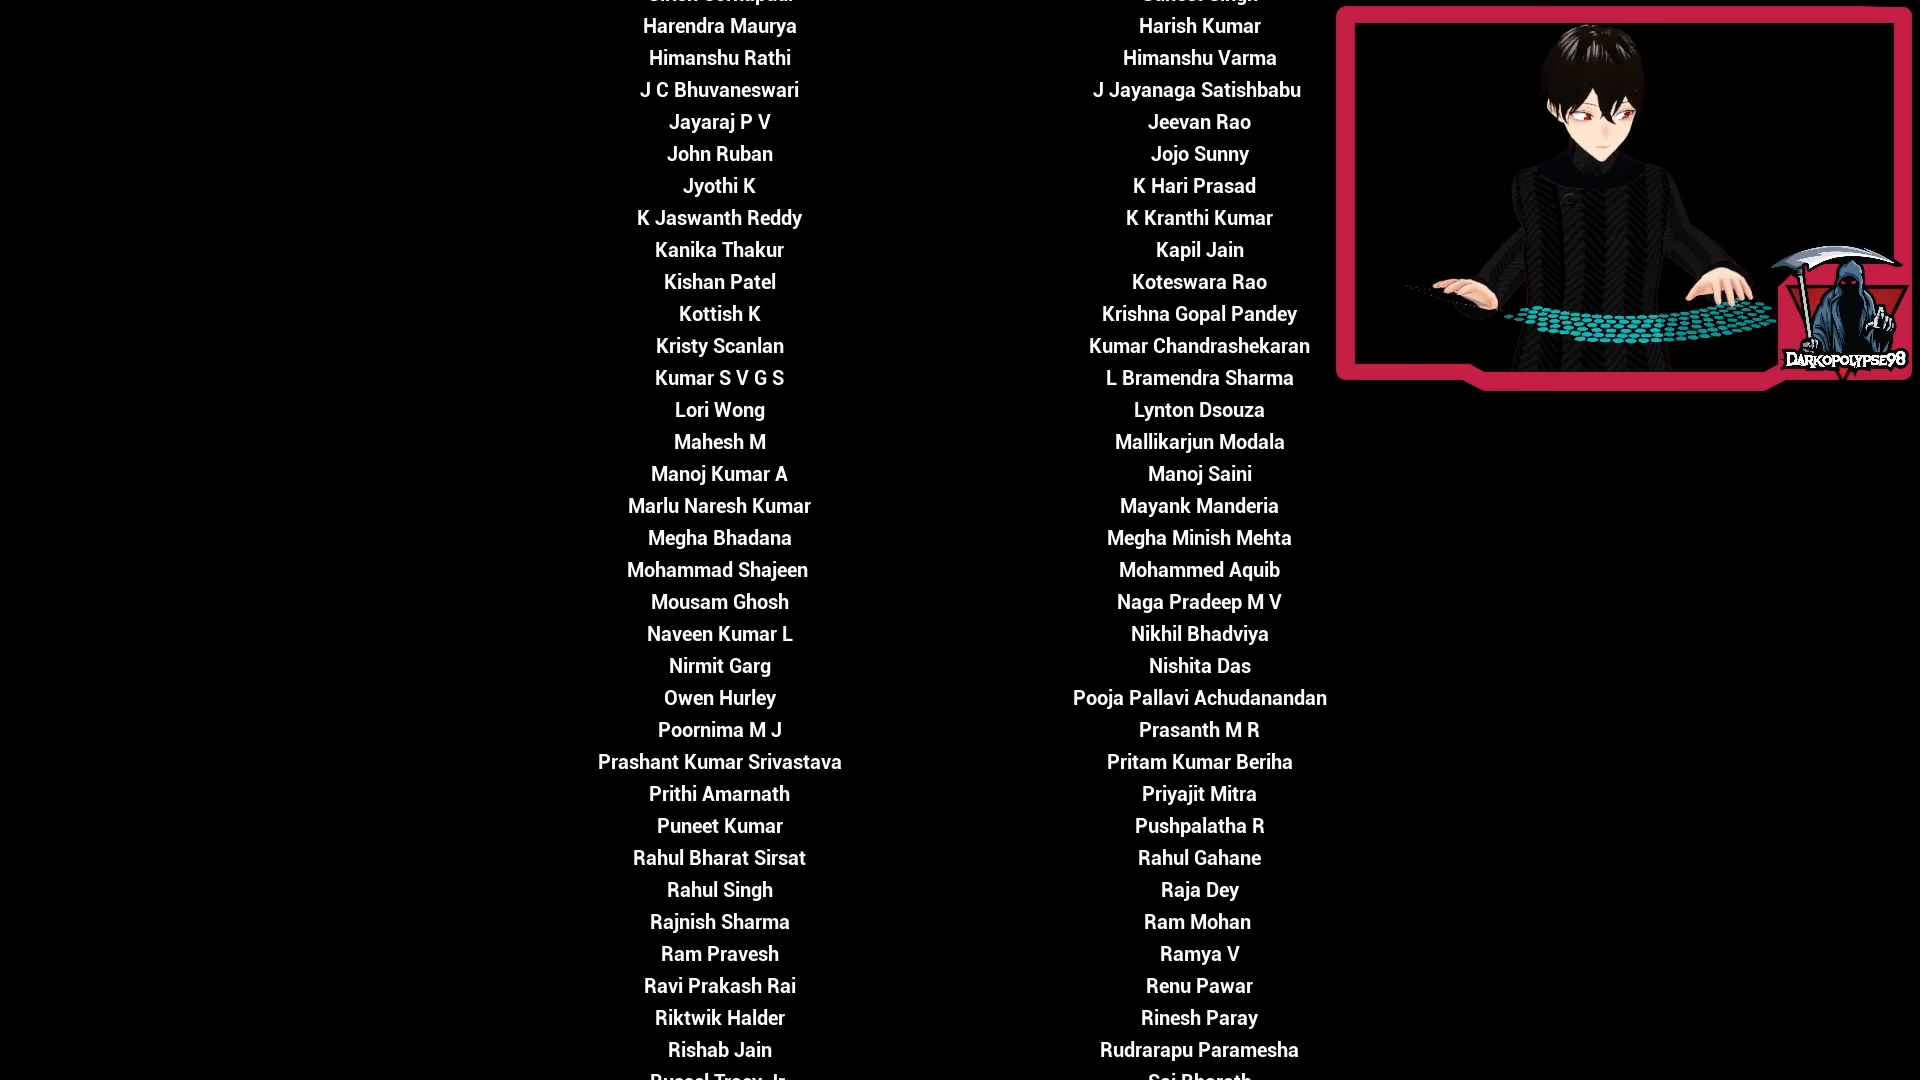 Harendra Maurya Harish Kumar
Himanshu Rathi Himanshu Varma
J C Bhuvaneswari J Jayanaga Satishbabu
Jayaraj P V Jeevan Rao
John Ruban Jojo Sunny
Jyothi K K Hari Prasad
K Jaswanth Reddy K Kranthi Kumar
Kanika Thakur Kapil Jain
Kishan Patel Koteswara Rao
Kottish K Krishna Gopal Pandey
Kristy Scanlan Kumar Chandrashekaran
Kumar S V G S L Bramendra Sharma
Lori Wong Lynton Dsouza
Mahesh M Mallikarjun Modala
Manoj Kumar A Manoj Saini
Marlu Naresh Kumar Mayank Manderia
Megha Bhadana Megha Minish Mehta
Mohammad Shajeen Mohammed Aquib
Mousam Ghosh Naga Pradeep M V
Naveen Kumar L Nikhil Bhadviya
Nirmit Garg Nishita Das
Owen Hurley Pooja Pallavi Achudanandan
Poornima M J Prasanth M R
Prashant Kumar Srivastava Pritam Kumar Beriha
Prithi Amarnath Priyajit Mitra
Puneet Kumar Pushpalatha R
Rahul Bharat Sirsat Rahul Gahane
Rahul Singh Raja Dey
Rajnish Sharma Ram Mohan
Ram Pravesh Ramya V
Ravi Prakash Rai Renu Pawar
Riktwik Halder Rinesh Paray
Rishab Jain Rudrarapu Paramesha
Darkopolypse98